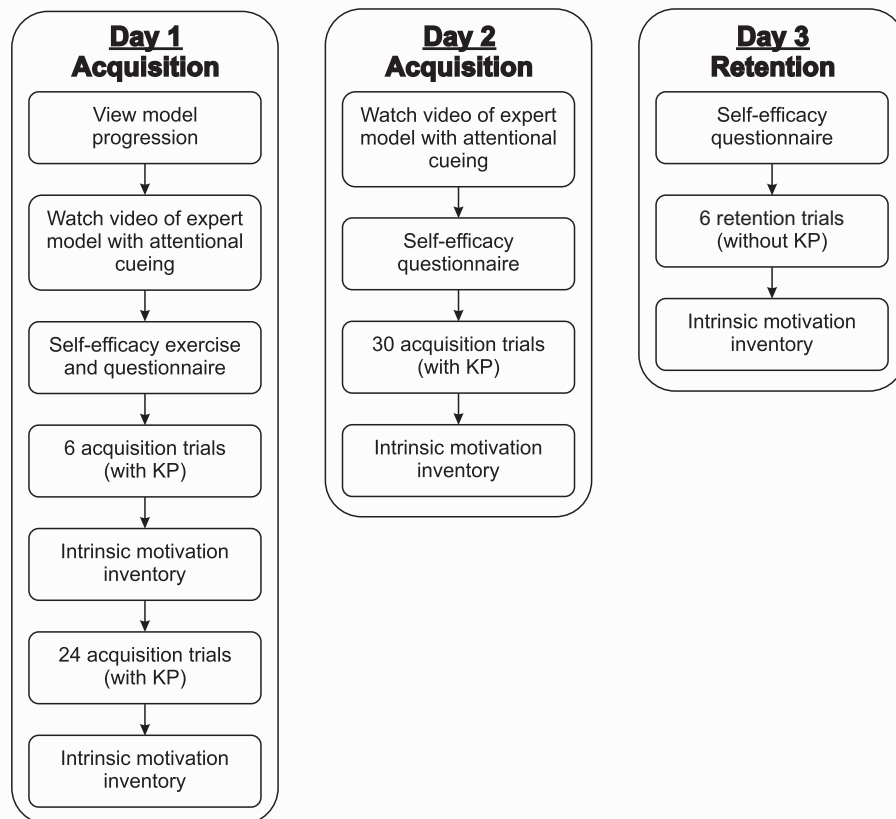 Day 1
Acquisition
View model
progression
Watch video of expert
model with attentional
cueing
Self-efficacy exercise
and questionnaire
6 acquisition trials
(with KP)
Intrinsic motivation
inventory
24 acquisition trials
(with KP)
Intrinsic motivation
inventory
Day 2
Acquisition
Watch video of expert
model with attentional
cueing
Self-efficacy
questionnaire
30 acquisition trials
(with KP)
Intrinsic motivation
inventory
Day 3
Retention
Self-efficacy
questionnaire
6 retention trials
(without KP)
Intrinsic motivation
inventory